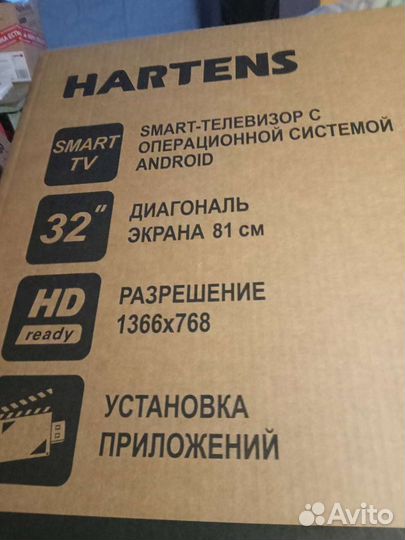 HARTENS
SMART
TV
SMART-ТЕЛЕВИЗОР С
ОПЕРАЦИОННОЙ СИСТЕМОЙ
ANDROID
32"
ДИАГОНАЛЬ
ЭКРАНА 81 см
HD
ready
РАЗРЕШЕНИЕ
1366x768
УСТАНОВКА
ПРИЛОЖЕНИЙ
Avito